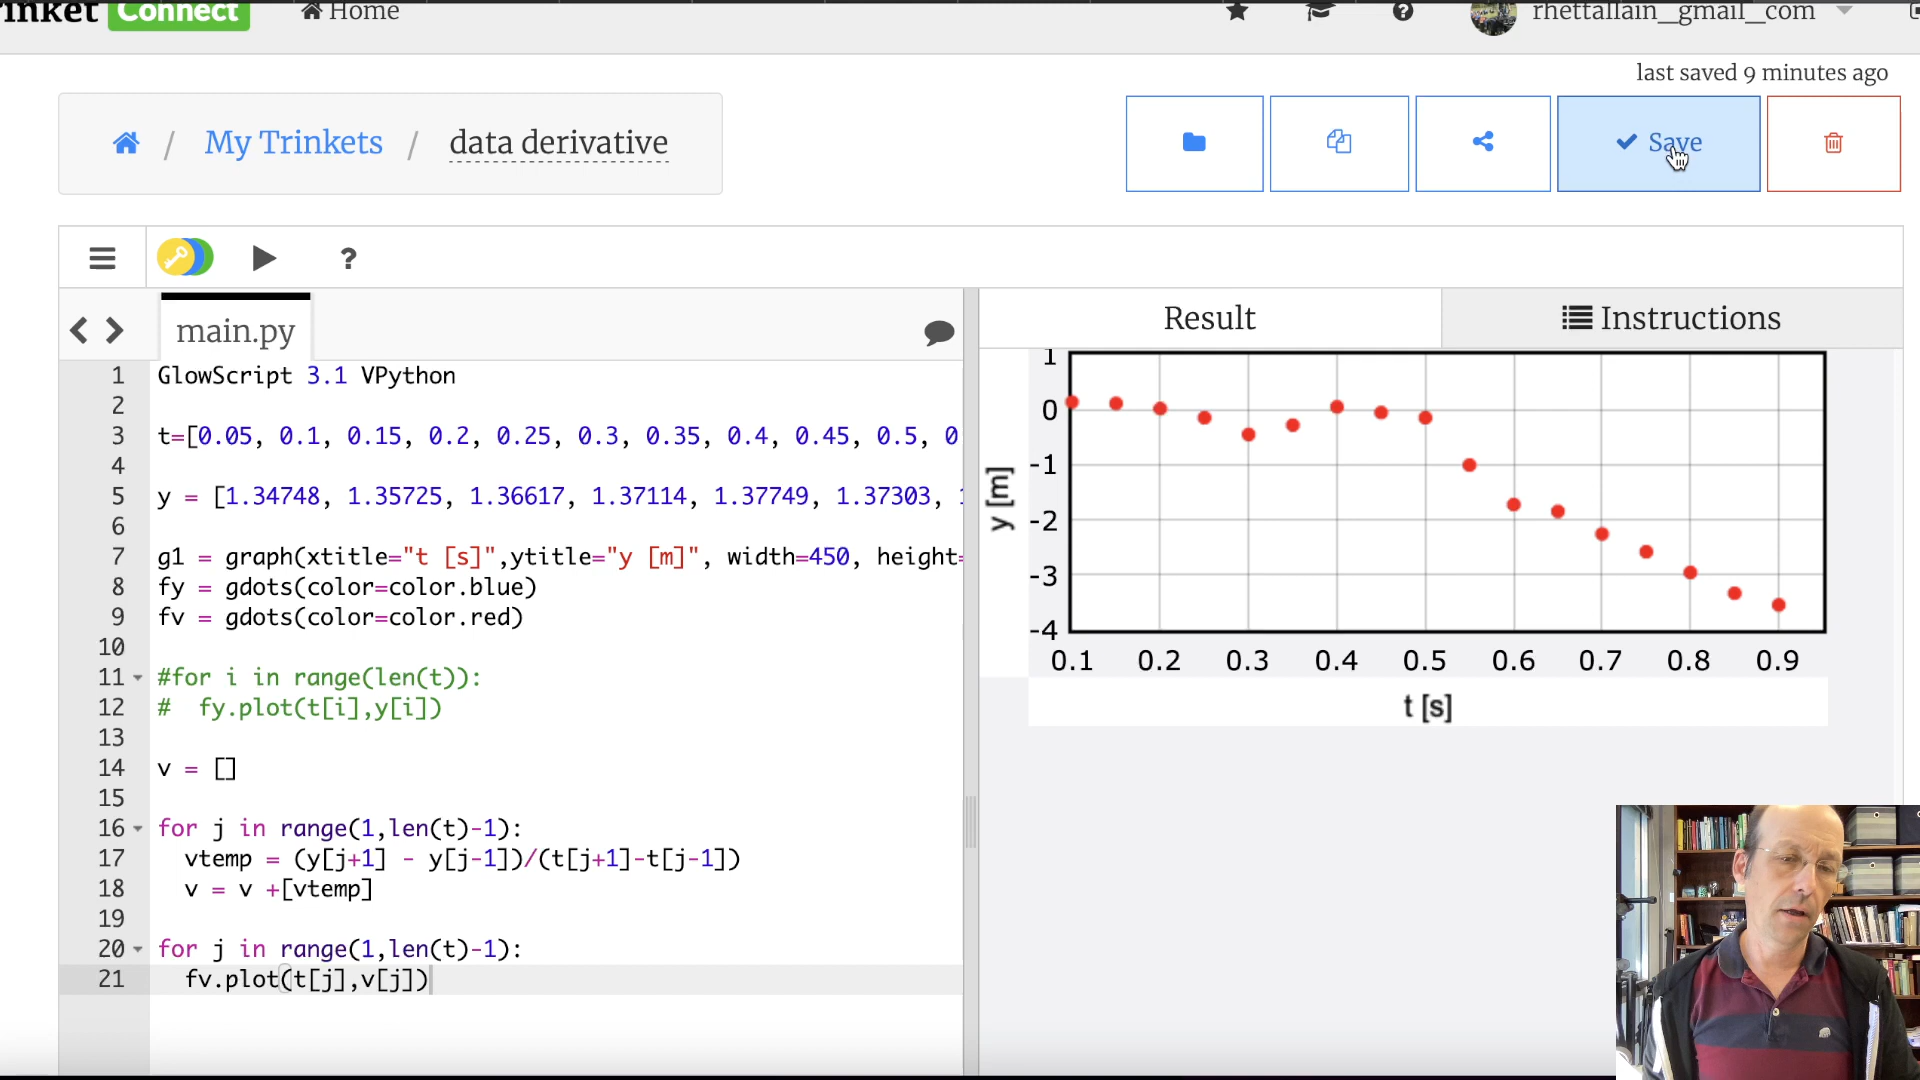 rinket Connect Home rhettallain_gmail_com
last saved 9 minutes ago
/ My Trinkets / data derivative
Save
?
main.py
Result
Instructions
1 GlowScript 3.1 VPython
2
3 t=[0.05, 0.1, 0.15, 0.2, 0.25, 0.3, 0.35, 0.4, 0.45, 0.5, 0
4
5 y = [1.34748, 1.35725, 1.36617, 1.37114, 1.37749, 1.37303, 1
6
7 g1 = graph(xtitle="t [s]",ytitle="y [m]", width=450, height=
8 fy = gdots(color=color.blue)
9 fv = gdots(color=color.red)
10
11 #for i in range(len(t)):
12 #  fy.plot(t[i],y[i])
13
14 v = []
15
16 for j in range(1,len(t)-1):
17   vtemp = (y[j+1] - y[j-1])/(t[j+1]-t[j-1])
18   v = v +[vtemp]
19
20 for j in range(1,len(t)-1):
21   fv.plot(t[j],v[j])
1
0
-1
-2
-3
-4
y [m]
0.1 0.2 0.3 0.4 0.5 0.6 0.7 0.8 0.9
t [s]